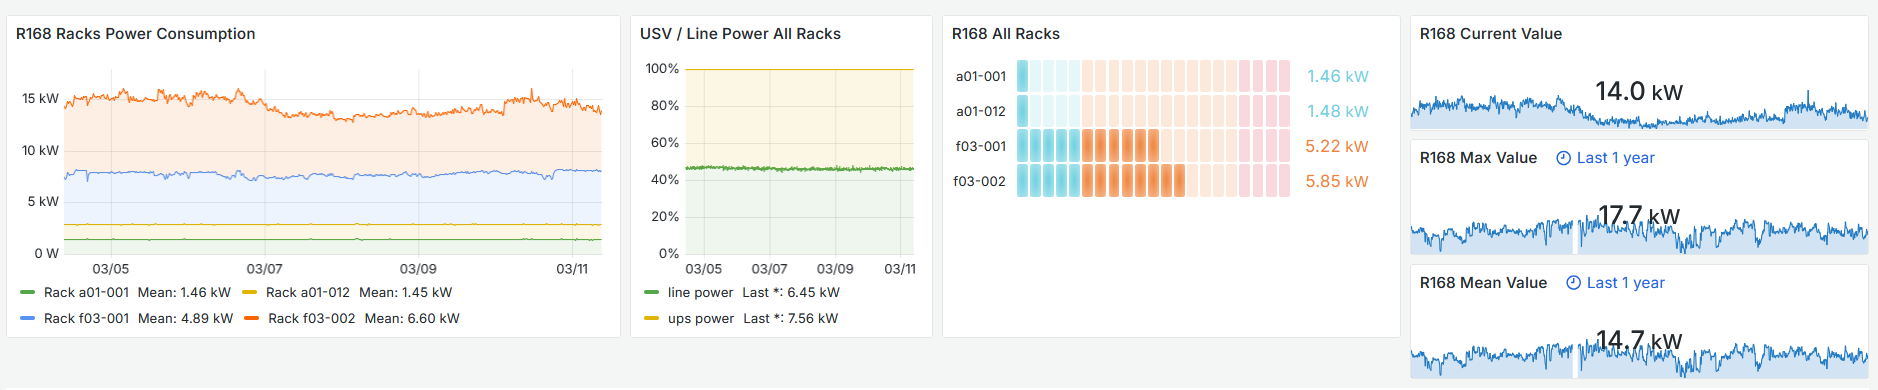 R168 Racks Power Consumption
15 kW
10 kW
5 kW
0 W
03/05 03/07 03/09 03/11
Rack a01-001 Mean: 1.46 kW Rack a01-012 Mean: 1.45 kW
Rack f03-001 Mean: 4.89 kW Rack f03-002 Mean: 6.60 kW
USV / Line Power All Racks
100%
80%
60%
40%
20%
0%
03/05 03/07 03/09 03/11
line power Last *: 6.45 kW
ups power Last *: 7.56 kW
R168 All Racks
a01-001 1.46 kW
a01-012 1.48 kW
f03-001 5.22 kW
f03-002 5.85 kW
R168 Current Value
14.0 kW
R168 Max Value Last 1 year
17.7 kW
R168 Mean Value Last 1 year
14.7 kW